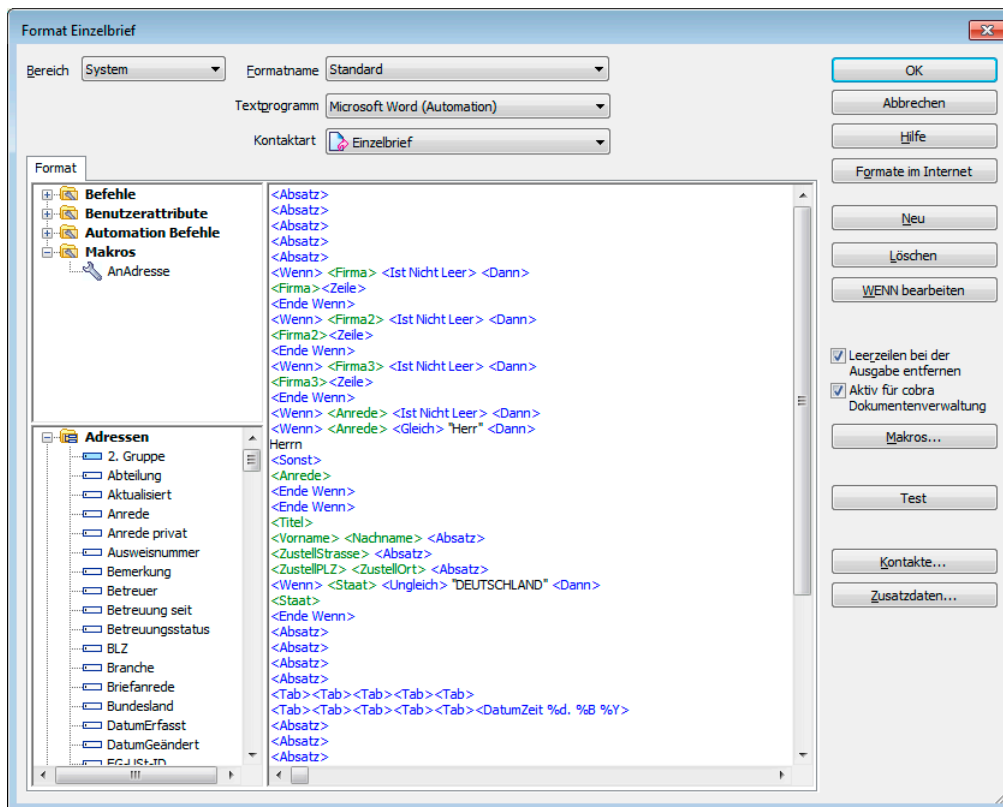 Format Einzelbrief
Bereich System Formatname Standard
Textprogramm Microsoft Word (Automation)
Kontaktart Einzelbrief
Format
Befehle
Benutzerattribute
Automation Befehle
Makros
AnAdresse
Adressen
2. Gruppe
Abteilung
Aktualisiert
Anrede
Anrede privat
Ausweisnummer
Bemerkung
Betreuer
Betreuung seit
Betreuungsstatus
BLZ
Branche
Briefanrede
Bundesland
DatumErfasst
DatumGeändert
EG-USt-ID
<Absatz>
<Absatz>
<Absatz>
<Absatz>
<Absatz>
<Wenn> <Firma> <Ist Nicht Leer> <Dann>
<Firma><Zeile>
<Ende Wenn>
<Wenn> <Firma2> <Ist Nicht Leer> <Dann>
<Firma2><Zeile>
<Ende Wenn>
<Wenn> <Firma3> <Ist Nicht Leer> <Dann>
<Firma3><Zeile>
<Ende Wenn>
<Wenn> <Anrede> <Ist Nicht Leer> <Dann>
<Wenn> <Anrede> <Gleich> "Herr" <Dann>
Herrn
<Sonst>
<Anrede>
<Ende Wenn>
<Ende Wenn>
<Titel>
<Vorname> <Nachname> <Absatz>
<ZustellStrasse> <Absatz>
<ZustellPLZ> <ZustellOrt> <Absatz>
<Wenn> <Staat> <Ungleich> "DEUTSCHLAND" <Dann>
<Staat>
<Ende Wenn>
<Absatz>
<Absatz>
<Absatz>
<Absatz>
<Tab><Tab><Tab><Tab><Tab>
<Tab><Tab><Tab><Tab><Tab><DatumZeit %d. %B %Y>
<Absatz>
<Absatz>
<Absatz>
OK
Abbrechen
Hilfe
Formate im Internet
Neu
Löschen
WENN bearbeiten
Leerzeilen bei der
Ausgabe entfernen
Aktiv für cobra
Dokumentenverwaltung
Makros...
Test
Kontakte...
Zusatzdaten...